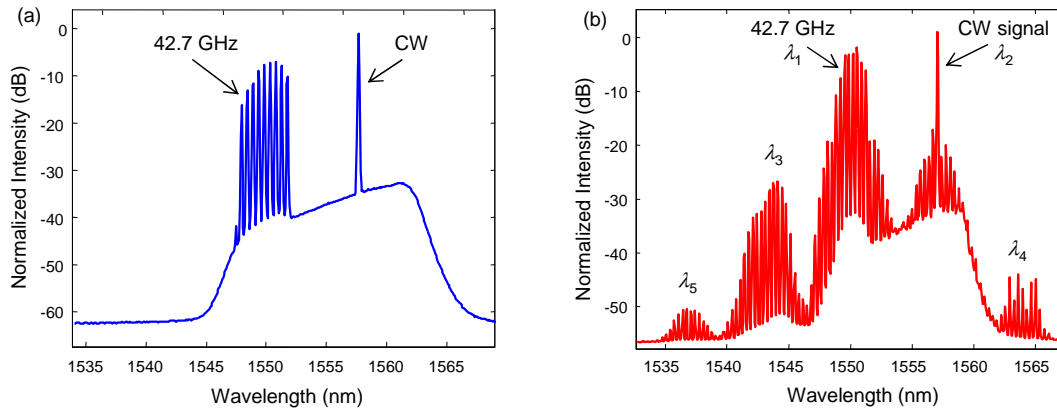 (a)
0
-10
-20
-30
-40
-50
-60
Normalized Intensity (dB)
42.7 GHz
CW
1535 1540 1545 1550 1555 1560 1565
Wavelength (nm)
(b)
0
-10
-20
-30
-40
-50
Normalized Intensity (dB)
42.7 GHz
λ1
CW signal
λ2
λ3
λ4
λ5
1535 1540 1545 1550 1555 1560 1565
Wavelength (nm)